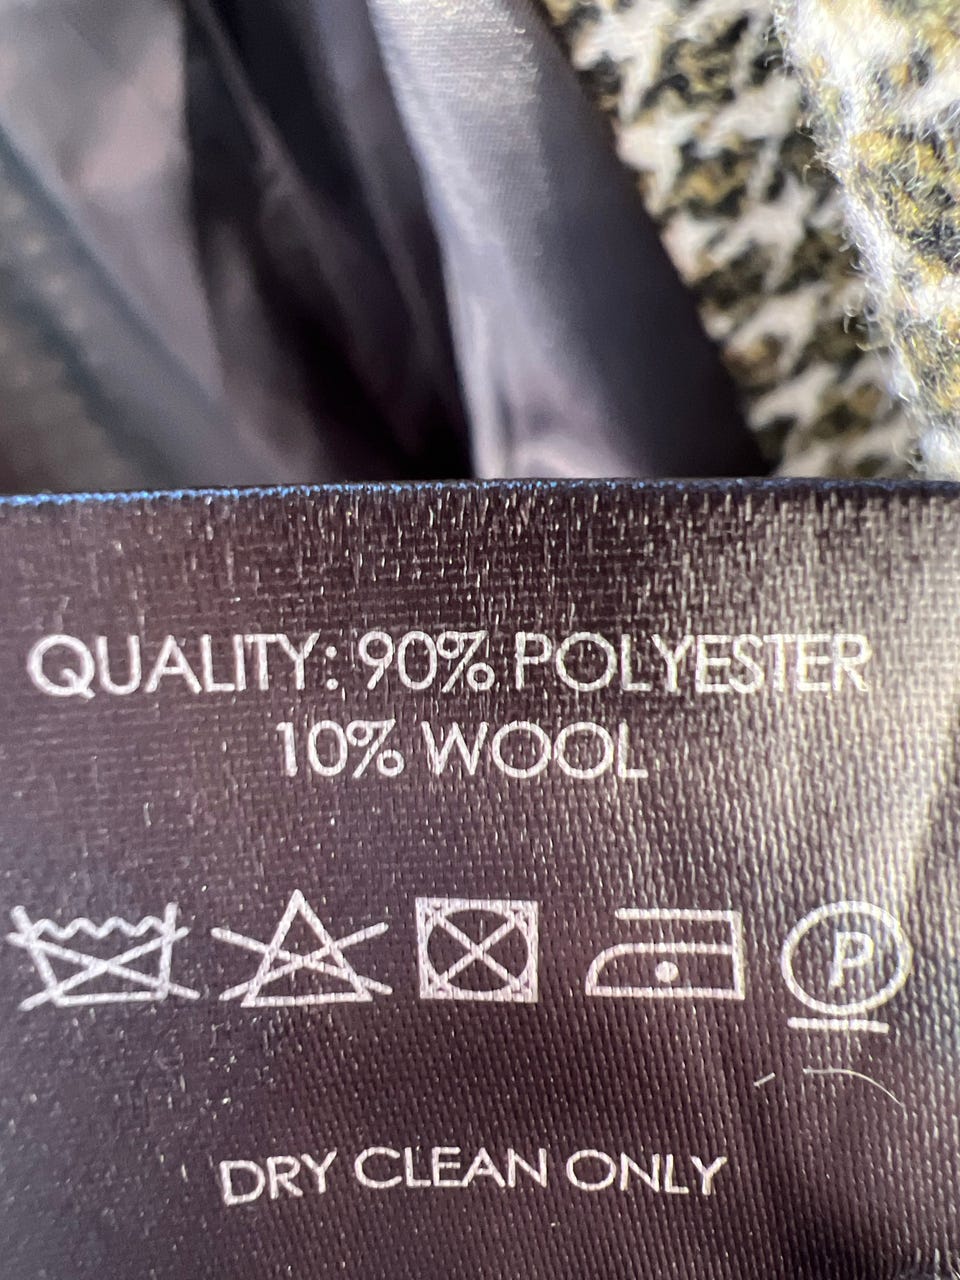 QUALITY: 90% POLYESTER
10% WOOL
P
DRY CLEAN ONLY